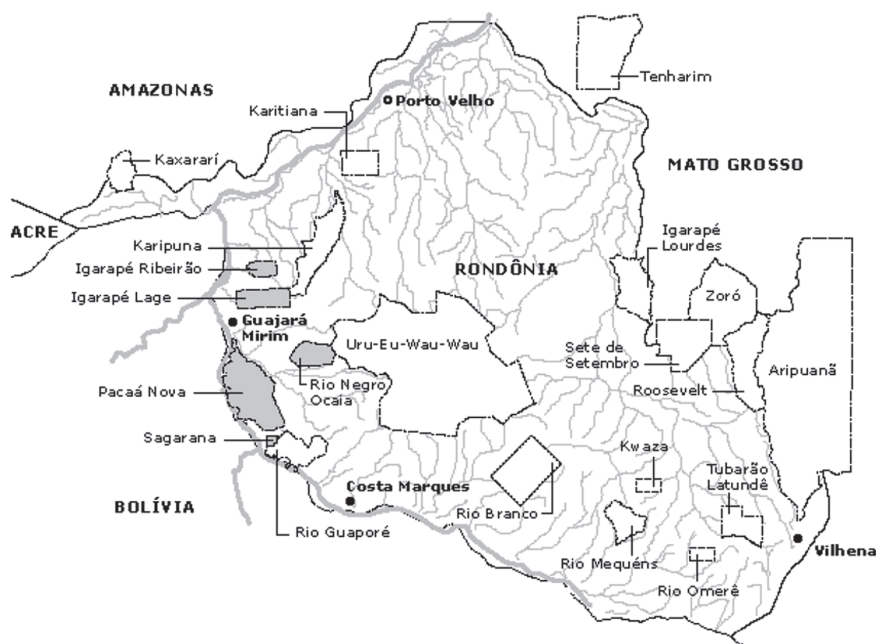 AMAZONAS
Tenharim
Karitiana
Porto Velho
Kaxararí
MATO GROSSO
ACRE
Igarapé
Lourdes
Karipuna
Igarapé Ribeirão
RONDÔNIA
Igarapé Lage
Zoró
Guajará
Mirim
Uru-Eu-Wau-Wau
Sete de
Setembro
Aripuanã
Pacaá Nova
Rio Negro
Ocaia
Roosevelt
Sagarana
Kwaza
Tubarão
Latundê
Costa Marques
BOLÍVIA
Rio Branco
Rio Guaporé
Vilhena
Rio Mequéns
Rio Omerê